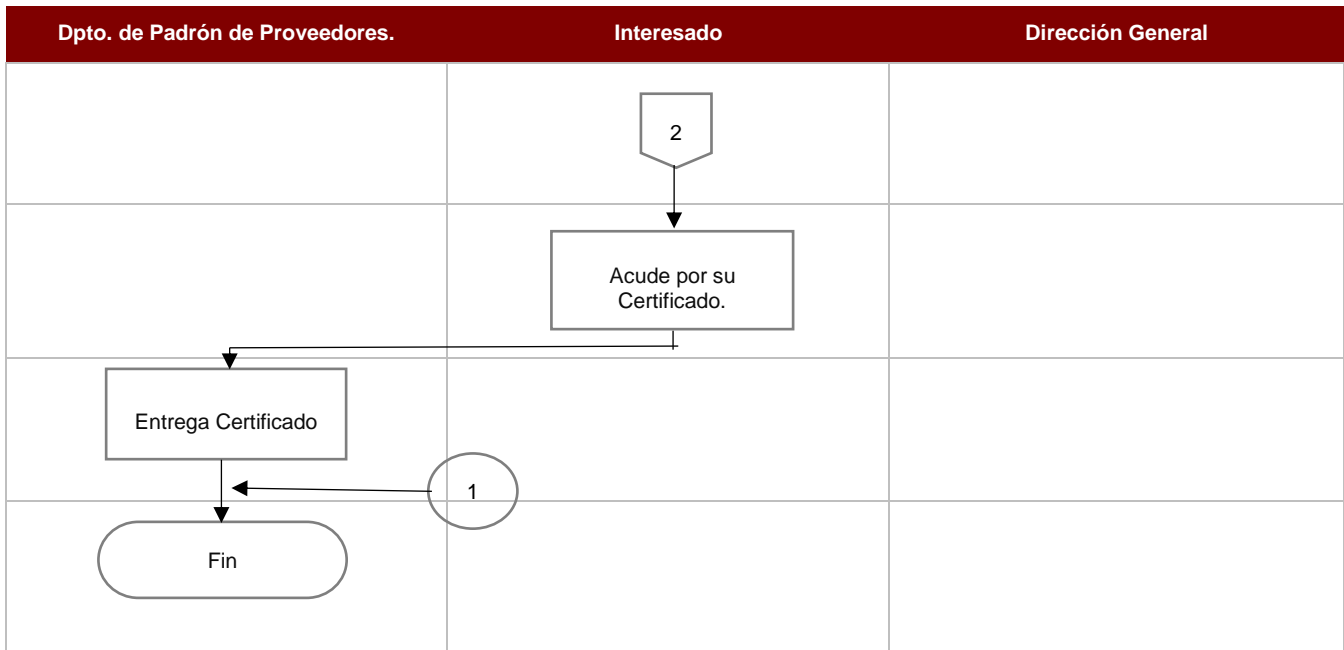 Dpto. de Padrón de Proveedores.
Interesado
Dirección General
2
Acude por su
Certificado.
Entrega Certificado
1
Fin